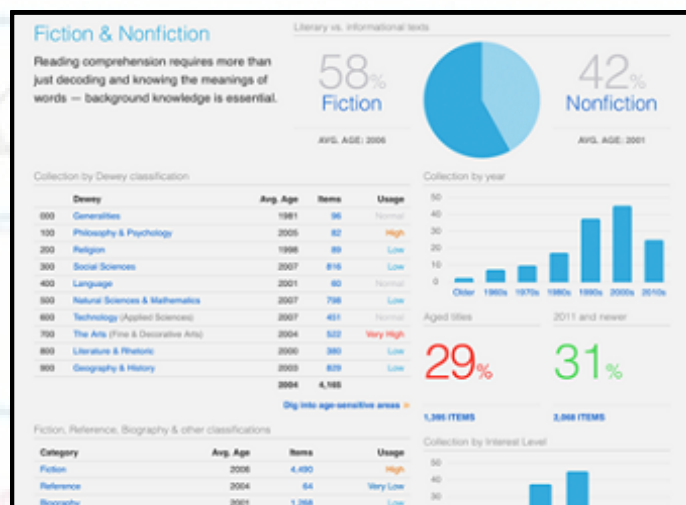 Fiction & Nonfiction
Reading comprehension requires more than
just decoding and knowing the meanings of
words — background knowledge is essential.
Literary vs. informational texts
58%
Fiction
AVG. AGE: 2006
42%
Nonfiction
AVG. AGE: 2001
Collection by Dewey classification
Dewey Avg. Age Items Usage
000 Generalities 1981 96 Normal
100 Philosophy & Psychology 2005 82 High
200 Religion 1998 89 Low
300 Social Sciences 2007 816 Low
400 Language 2001 60 Normal
500 Natural Sciences & Mathematics 2007 798 Low
600 Technology (Applied Sciences) 2007 451 Normal
700 The Arts (Fine & Decorative Arts) 2004 522 Very High
800 Literature & Rhetoric 2000 380 Low
900 Geography & History 2003 829 Low
2004 4,165
Dig into age-sensitive areas »
Collection by year
50
40
30
20
10
0
Older 1960s 1970s 1980s 1990s 2000s 2010s
Aged titles
29%
1,395 ITEMS
2011 and newer
31%
3,068 ITEMS
Fiction, Reference, Biography & other classifications
Category Avg. Age Items Usage
Fiction 2006 4,490 High
Reference 2004 64 Very Low
Biography 2001 1,268 Low
Collection by Interest Level
50
40
30